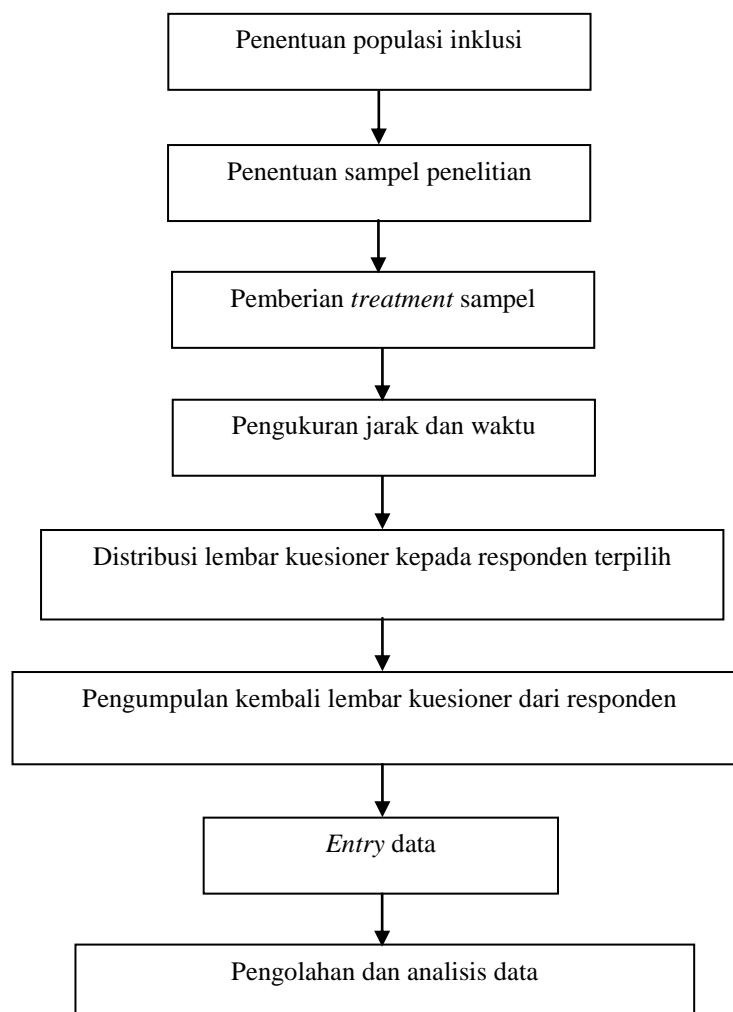 Penentuan populasi inklusi
Penentuan sampel penelitian
Pemberian treatment sampel
Pengukuran jarak dan waktu
Distribusi lembar kuesioner kepada responden terpilih
Pengumpulan kembali lembar kuesioner dari responden
Entry data
Pengolahan dan analisis data